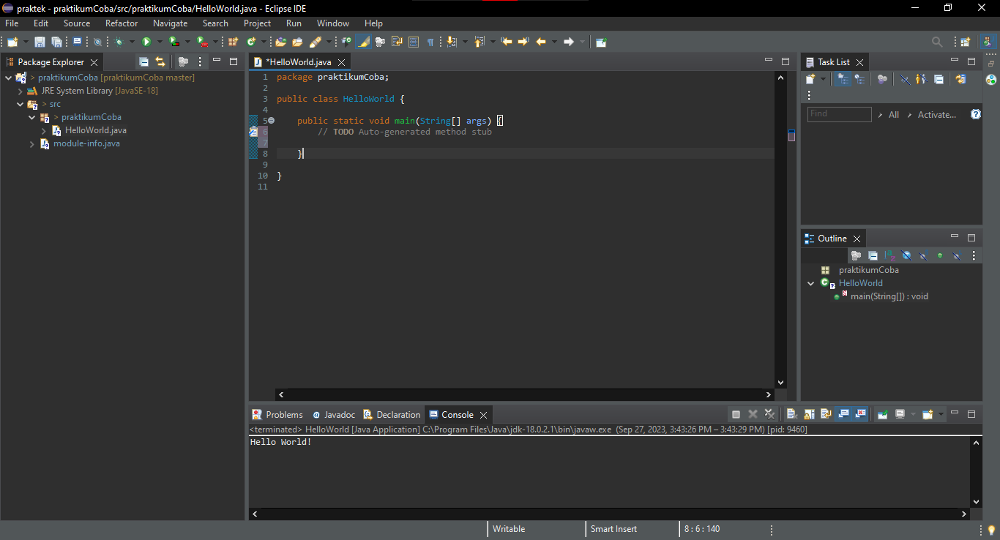 praktek - praktikumCoba/src/praktikumCoba/HelloWorld.java - Eclipse IDE
File Edit Source Refactor Navigate Search Project Run Window Help
Package Explorer
> praktikumCoba [praktikumCoba master]
JRE System Library [JavaSE-18]
> src
> praktikumCoba
HelloWorld.java
module-info.java
*HelloWorld.java
1 package praktikumCoba;
2
3 public class HelloWorld {
4
5 public static void main(String[] args) {
6 // TODO Auto-generated method stub
7
8 }
9
10 }
11
Task List
Find
All
Activate...
Outline
praktikumCoba
HelloWorld
main(String[]) : void
Problems
Javadoc
Declaration
Console
<terminated> HelloWorld [Java Application] C:\Program Files\Java\jdk-18.0.2.1\bin\javaw.exe (Sep 27, 2023, 3:43:26 PM – 3:43:29 PM) [pid: 9460]
Hello World!
Writable
Smart Insert
8 : 6 : 140